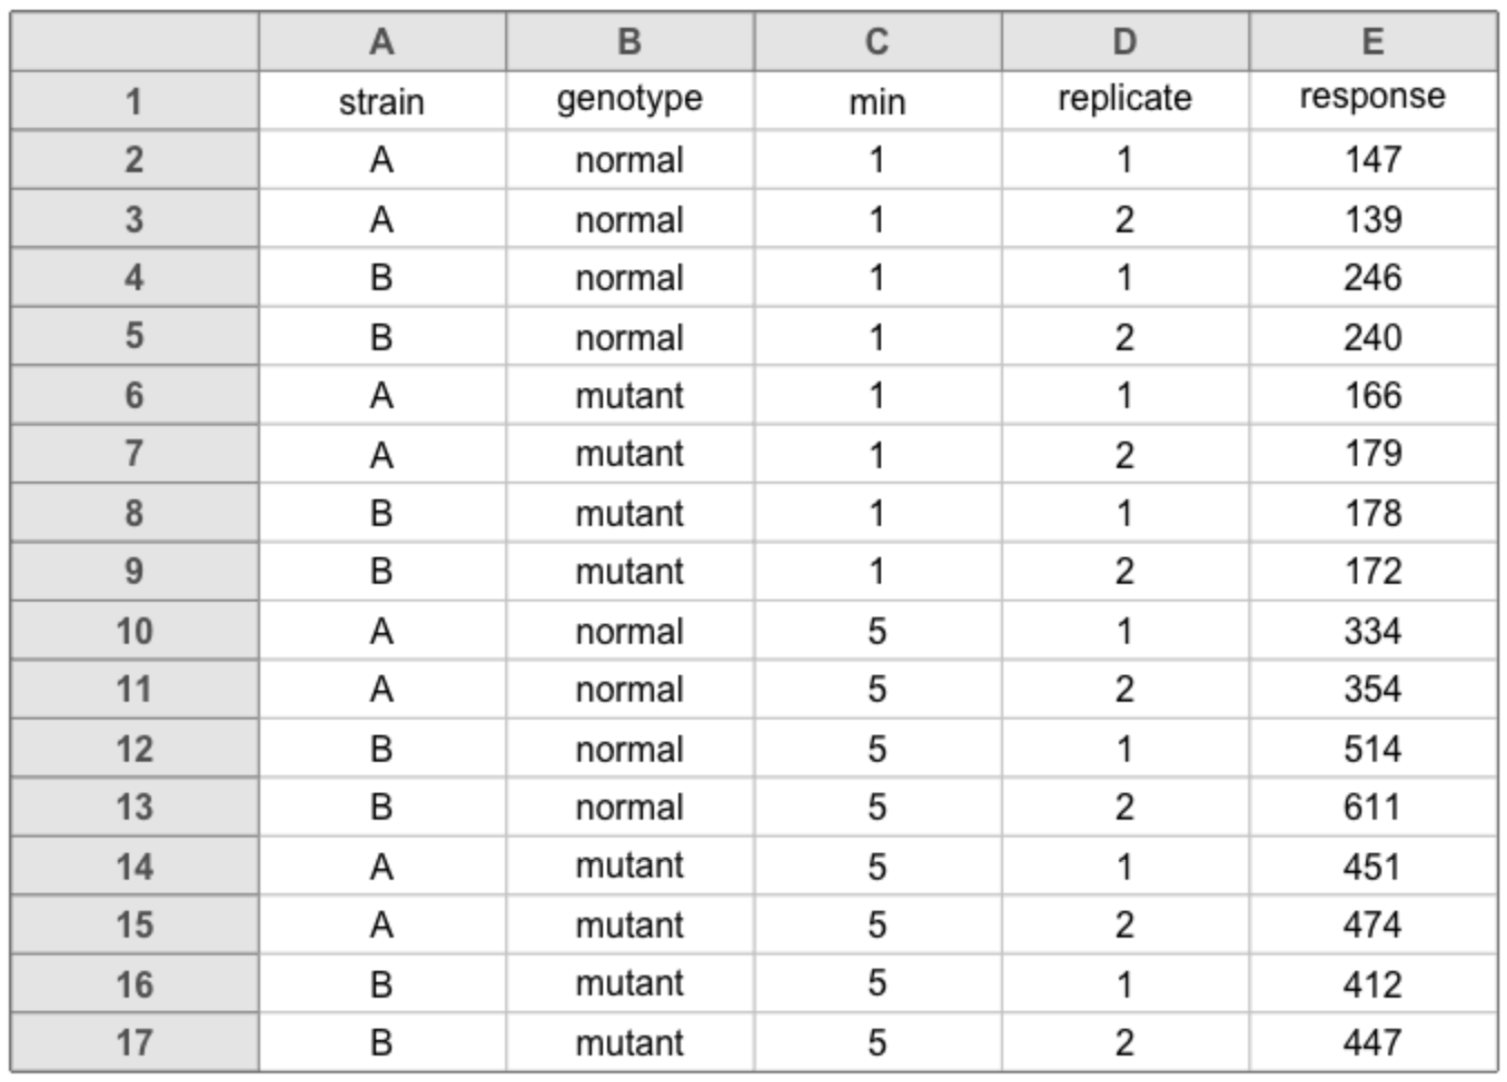 A B C D E
1 strain genotype min replicate response
2 A normal 1 1 147
3 A normal 1 2 139
4 B normal 1 1 246
5 B normal 1 2 240
6 A mutant 1 1 166
7 A mutant 1 2 179
8 B mutant 1 1 178
9 B mutant 1 2 172
10 A normal 5 1 334
11 A normal 5 2 354
12 B normal 5 1 514
13 B normal 5 2 611
14 A mutant 5 1 451
15 A mutant 5 2 474
16 B mutant 5 1 412
17 B mutant 5 2 447